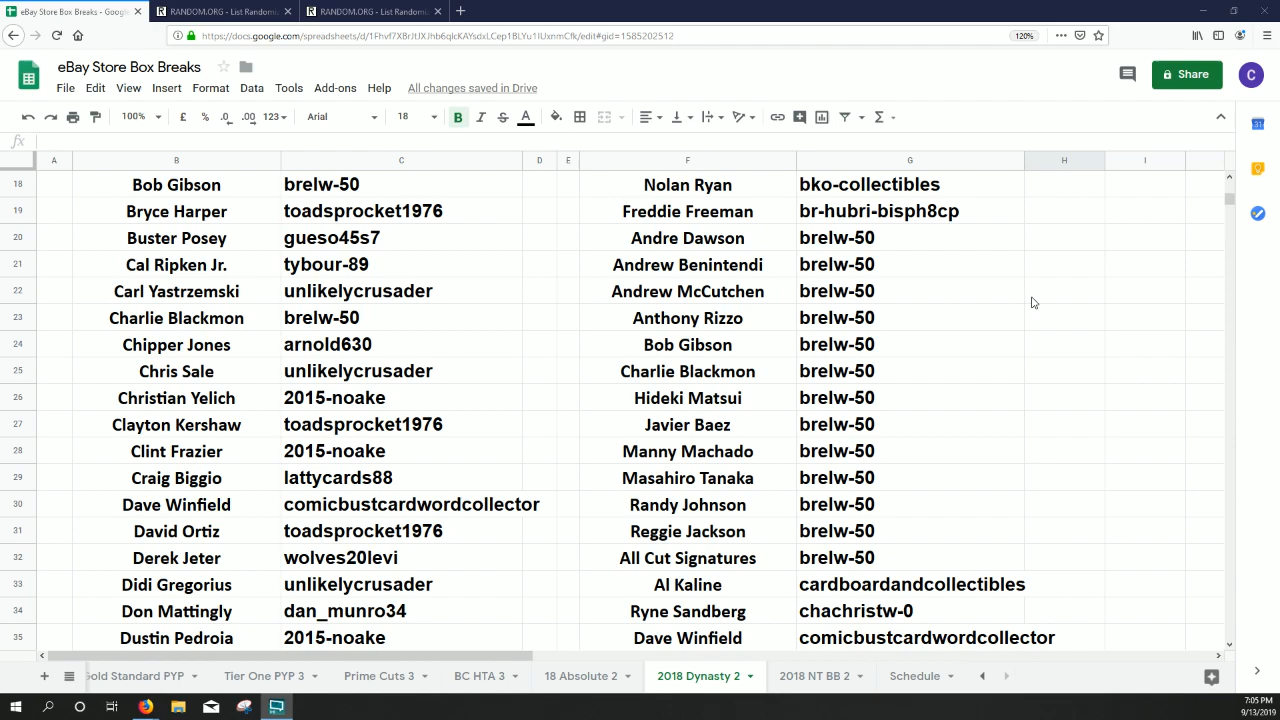 eBay Store Box Breaks - Google
RANDOM.ORG - List Randomiz
RANDOM.ORG - List Randomiz
120%
eBay Store Box Breaks
File Edit View Insert Format Data Tools Add-ons Help All changes saved in Drive
Share
C
100% £ % .0 .00 123 Arial 18 B I S A
fx
A B C D E F G H I
18 Bob Gibson brelw-50 Nolan Ryan bko-collectibles
19 Bryce Harper toadsprocket1976 Freddie Freeman br-hubri-bisph8cp
20 Buster Posey gueso45s7 Andre Dawson brelw-50
21 Cal Ripken Jr. tybour-89 Andrew Benintendi brelw-50
22 Carl Yastrzemski unlikelycrusader Andrew McCutchen brelw-50
23 Charlie Blackmon brelw-50 Anthony Rizzo brelw-50
24 Chipper Jones arnold630 Bob Gibson brelw-50
25 Chris Sale unlikelycrusader Charlie Blackmon brelw-50
26 Christian Yelich 2015-noake Hideki Matsui brelw-50
27 Clayton Kershaw toadsprocket1976 Javier Baez brelw-50
28 Clint Frazier 2015-noake Manny Machado brelw-50
29 Craig Biggio lattycards88 Masahiro Tanaka brelw-50
30 Dave Winfield comicbustcardwordcollector Randy Johnson brelw-50
31 David Ortiz toadsprocket1976 Reggie Jackson brelw-50
32 Derek Jeter wolves20levi All Cut Signatures brelw-50
33 Didi Gregorius unlikelycrusader Al Kaline cardboardandcollectibles
34 Don Mattingly dan_munro34 Ryne Sandberg chachristw-0
35 Dustin Pedroia 2015-noake Dave Winfield comicbustcardwordcollector
Gold Standard PYP Tier One PYP 3 Prime Cuts 3 BC HTA 3 18 Absolute 2 2018 Dynasty 2 2018 NT BB 2 Schedule
7:05 PM
9/13/2019